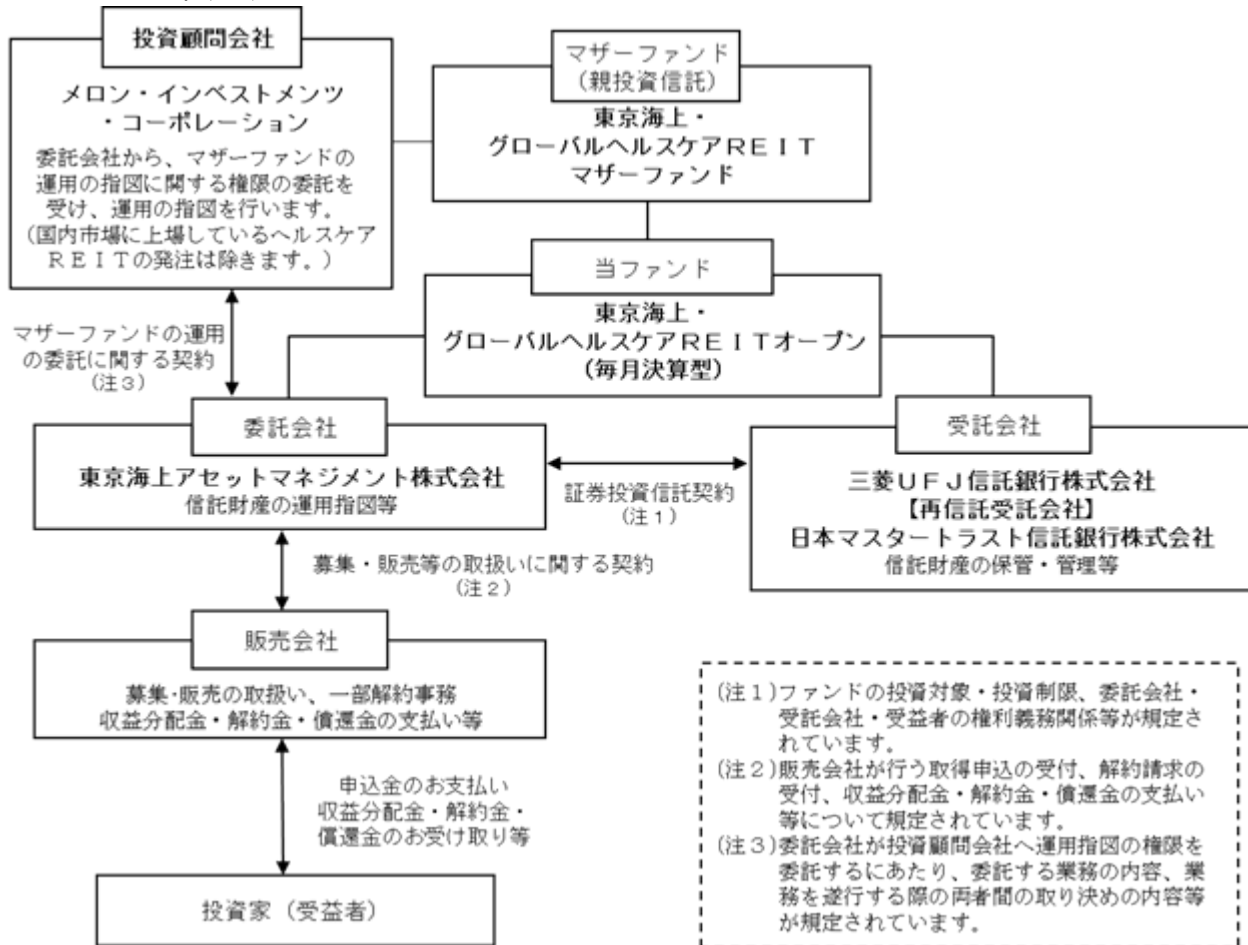 投資顧問会社
メロン・インベストメンツ
・コーポレーション
委託会社から、マザーファンドの
運用の指図に関する権限の委託を
受け、運用の指図を行います。
(国内市場に上場しているヘルスケア
ＲＥＩＴの発注は除きます。)
マザーファンド
(親投資信託)
東京海上・
グローバルヘルスケアＲＥＩＴ
マザーファンド
当ファンド
東京海上・
グローバルヘルスケアＲＥＩＴオープン
(毎月決算型)
マザーファンドの運用
の委託に関する契約
(注３)
委託会社
東京海上アセットマネジメント株式会社
信託財産の運用指図等
証券投資信託契約
(注１)
受託会社
三菱ＵＦＪ信託銀行株式会社
【再信託受託会社】
日本マスタートラスト信託銀行株式会社
信託財産の保管・管理等
募集・販売等の取扱いに関する契約
(注２)
販売会社
募集・販売の取扱い、一部解約事務
収益分配金・解約金・償還金の支払い等
申込金のお支払い
収益分配金・解約金・
償還金のお受け取り等
投資家（受益者）
(注１)ファンドの投資対象・投資制限、委託会社・
受託会社・受益者の権利義務関係等が規定さ
れています。
(注２)販売会社が行う取得申込の受付、解約請求の
受付、収益分配金・解約金・償還金の支払い
等について規定されています。
(注３)委託会社が投資顧問会社へ運用指図の権限を
委託するにあたり、委託する業務の内容、業
務を遂行する際の両者間の取り決めの内容等
が規定されています。